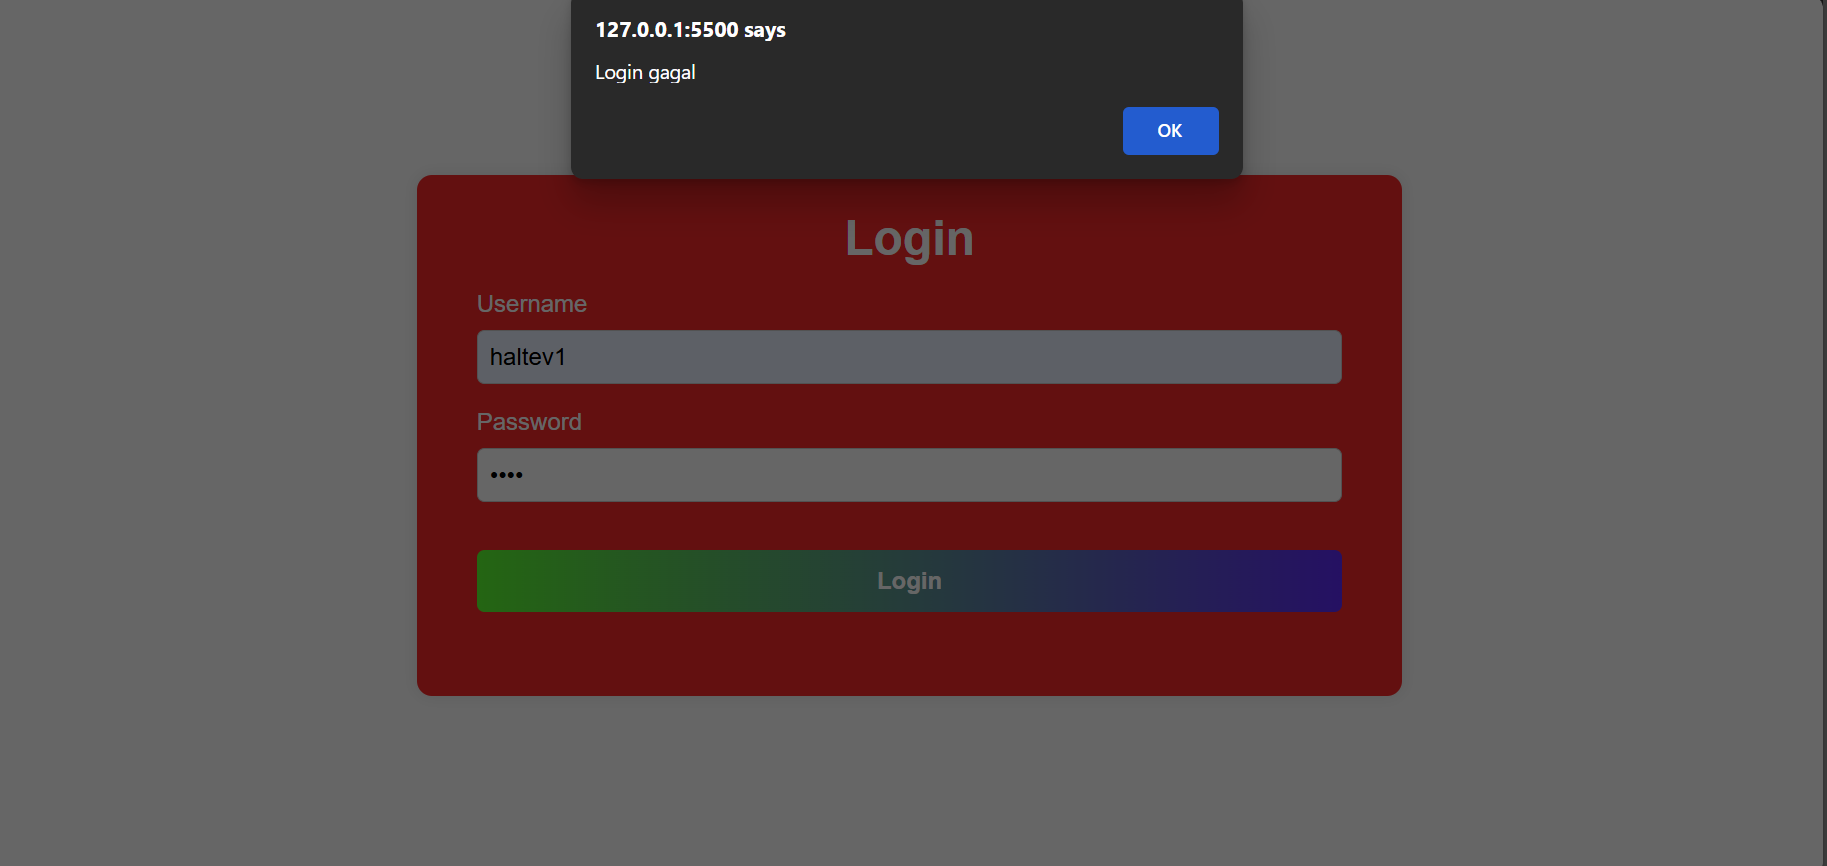 127.0.0.1:5500 says
Login gagal
OK
Login
Username
haltev1
Password
••••
Login